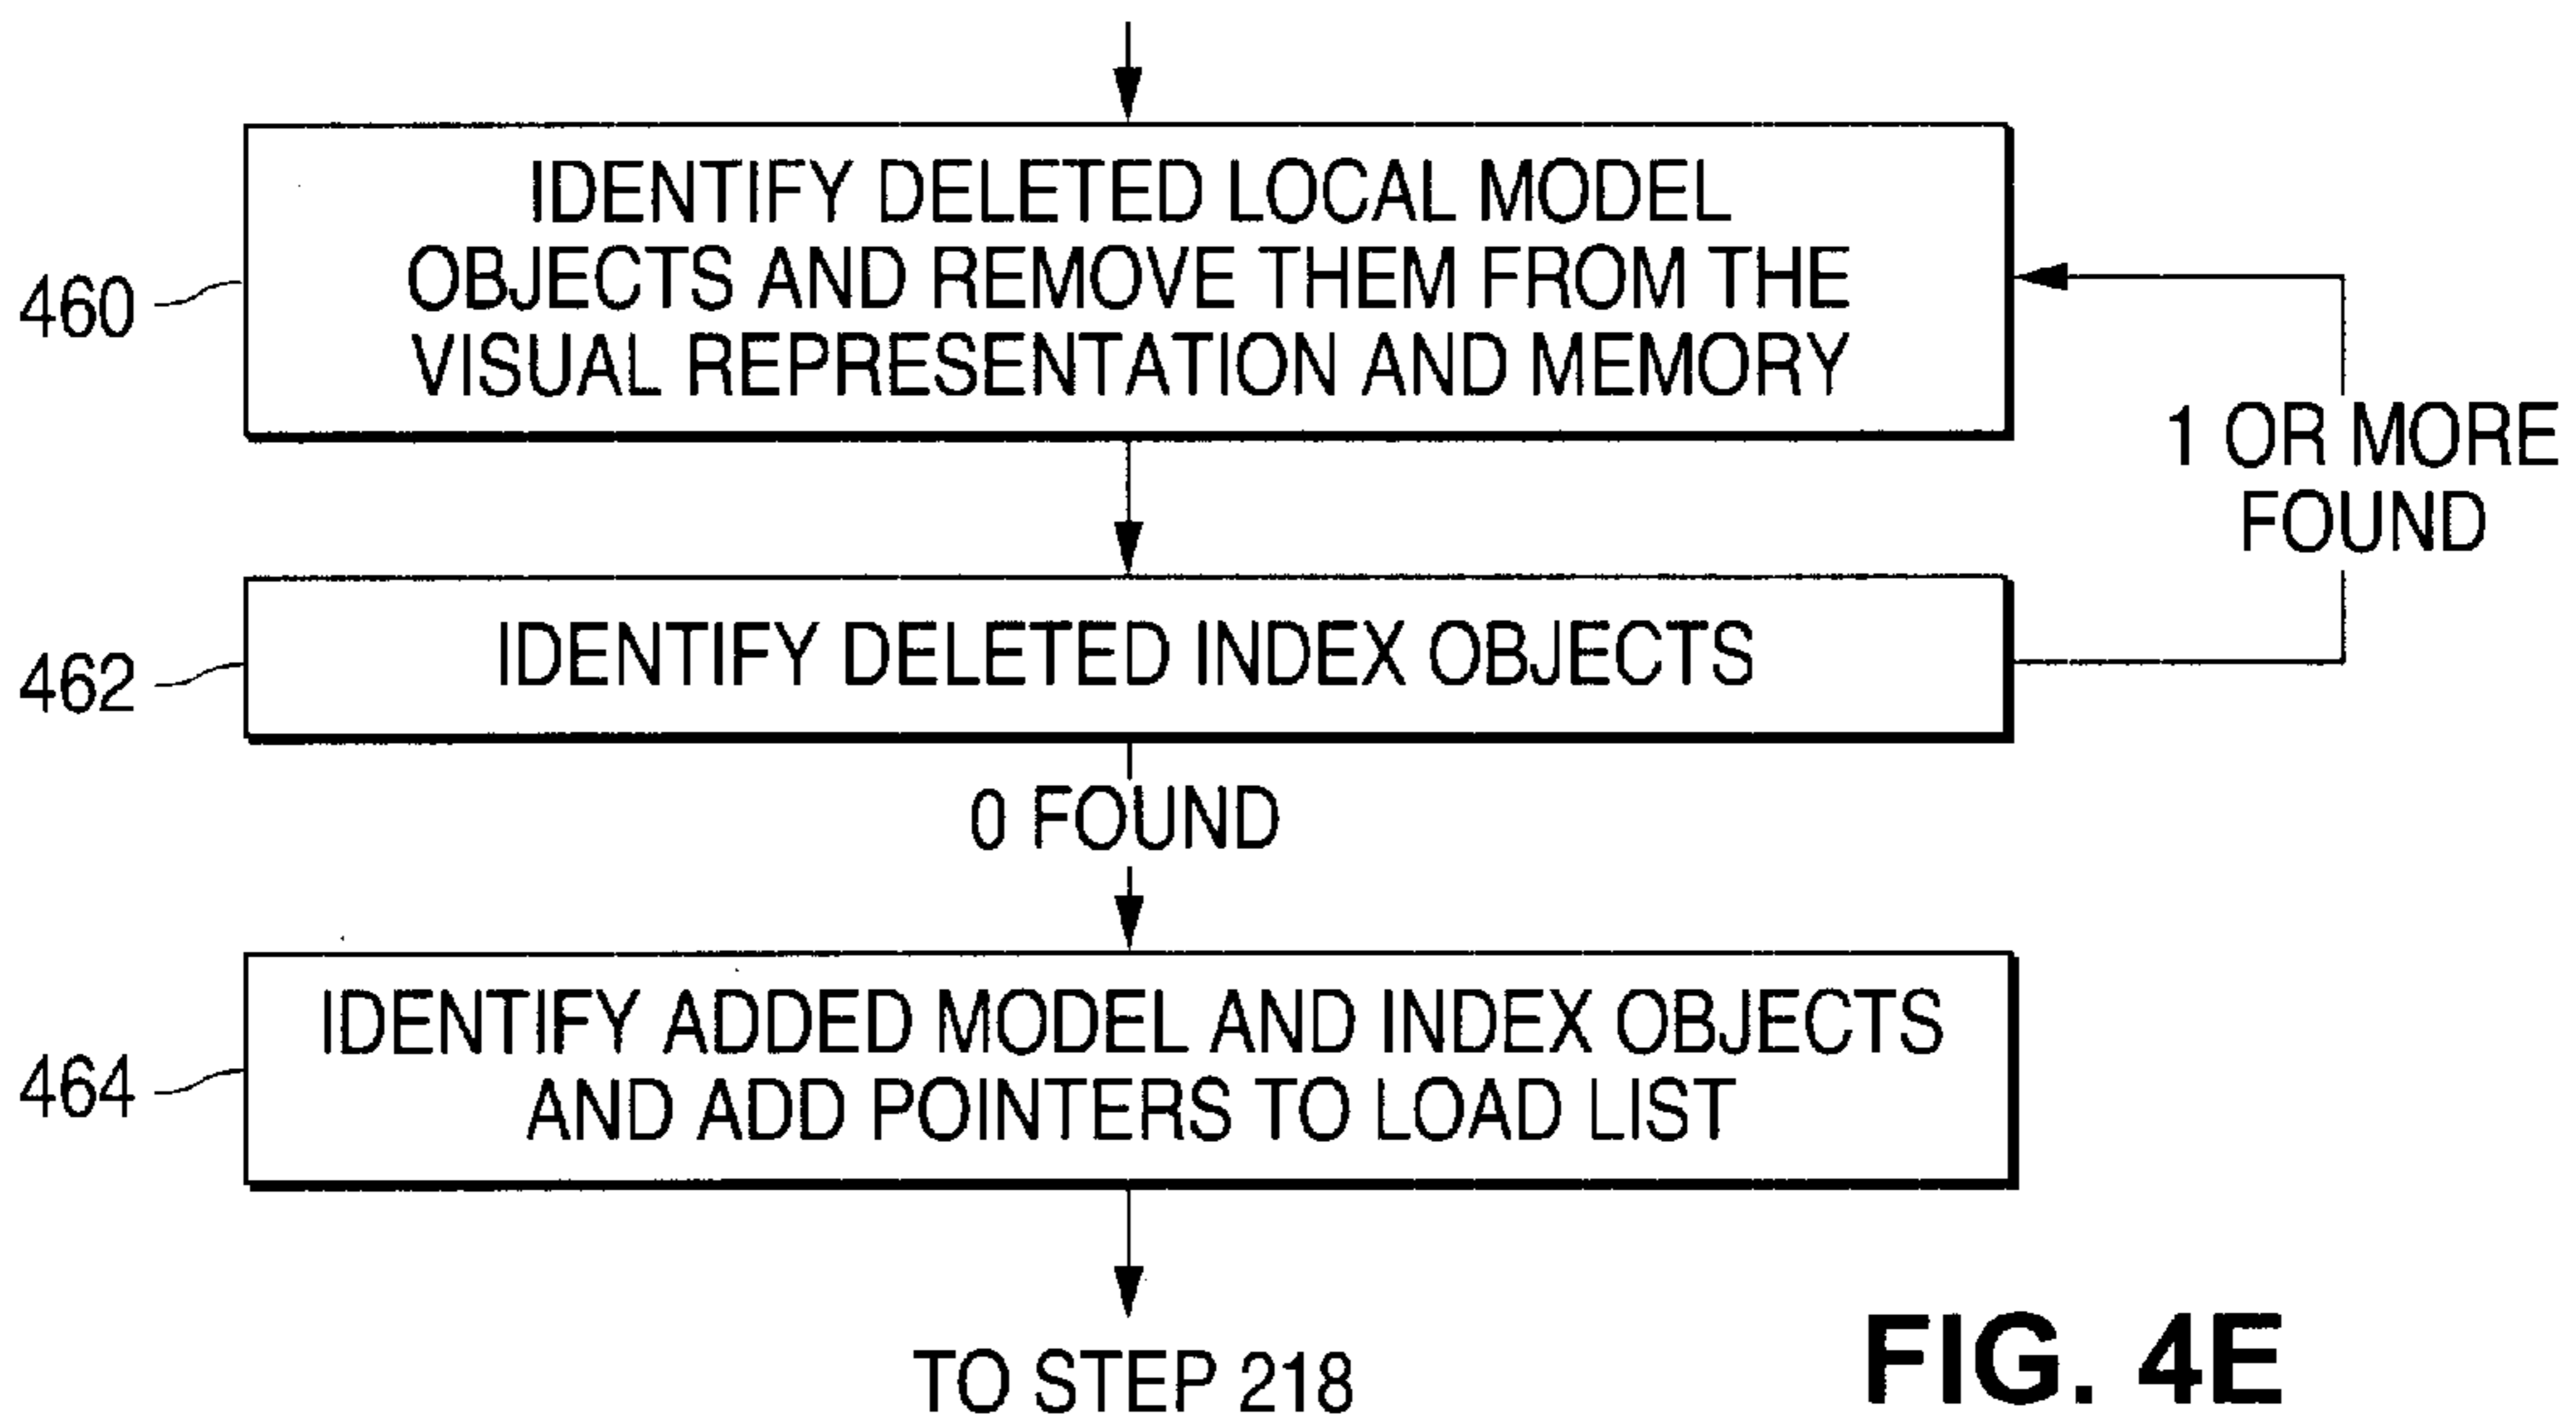 460
IDENTIFY DELETED LOCAL MODEL
OBJECTS AND REMOVE THEM FROM THE
VISUAL REPRESENTATION AND MEMORY
1 OR MORE
FOUND
462
IDENTIFY DELETED INDEX OBJECTS
0 FOUND
464
IDENTIFY ADDED MODEL AND INDEX OBJECTS
AND ADD POINTERS TO LOAD LIST
TO STEP 218
FIG. 4E